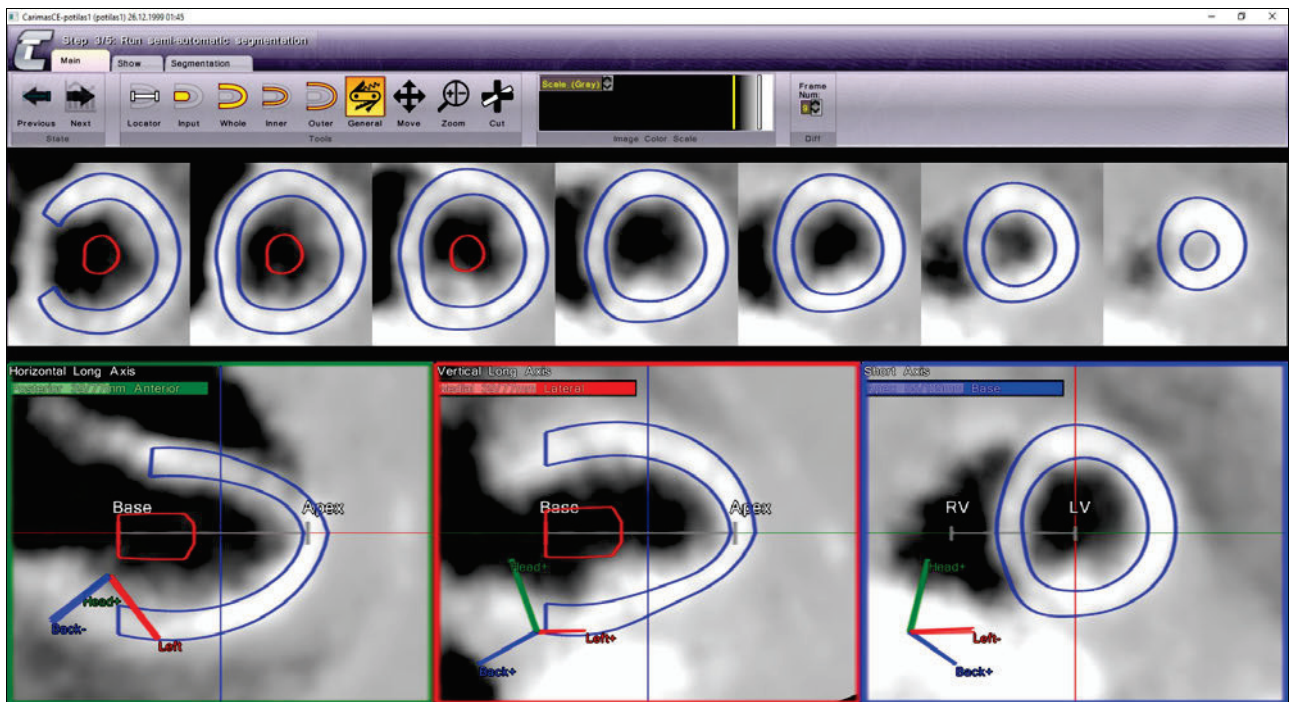 CarimasCE-potilas1 (potilas1) 26.12.1999 01:45
Step 3/5: Run semi-automatic segmentation
Main Show Segmentation
Scale (Gray)
Frame
Num:
Previous Next Locator Input Whole Inner Outer General Move Zoom Cut
State Tools Image Color Scale Diff
Horizontal Long Axis
Anterior
Base Apex
Head+
Back-
Left
Vertical Long Axis
Lateral
Base Apex
Head+
Left+
Back+
Short Axis
Base
RV LV
Head+
Left-
Back+